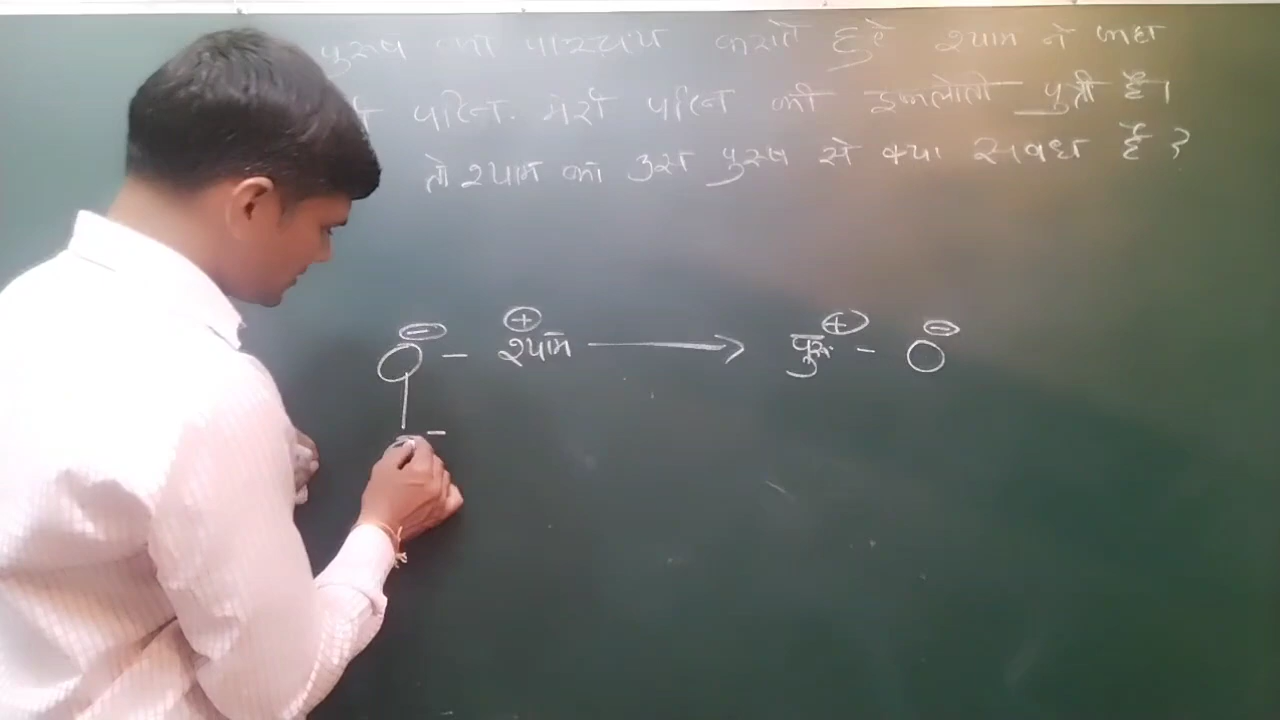 पुरुष का परिचय कराते हुए श्याम ने कहा
पत्नि मेरी पत्नि की इकलौती पुत्री है।
तो श्याम का उस पुरुष से क्या संबंध है ?
⊖ ⊕ ⊕ ⊖
O - श्याम → पुरू - O
-